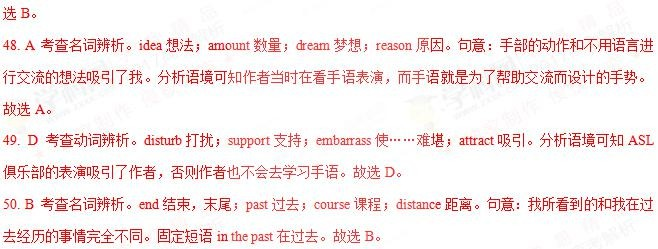 选 B。
48. A 考查名词辨析。idea 想法；amount 数量；dream 梦想；reason 原因。句意：手部的动作和不用语言进
行交流的想法吸引了我。分析语境可知作者当时在看手语表演，而手语就是为了帮助交流而设计的手势。
故选 A。
49. D 考查动词辨析。disturb 打扰；support 支持；embarrass 使……难堪；attract 吸引。分析语境可知 ASL
俱乐部的表演吸引了作者，否则作者也不会去学习手语。故选 D。
50. B 考查名词辨析。end 结束，末尾；past 过去；course 课程；distance 距离。句意：我所看到的和我在过
去经历的事情完全不同。固定短语 in the past 在过去。故选 B。